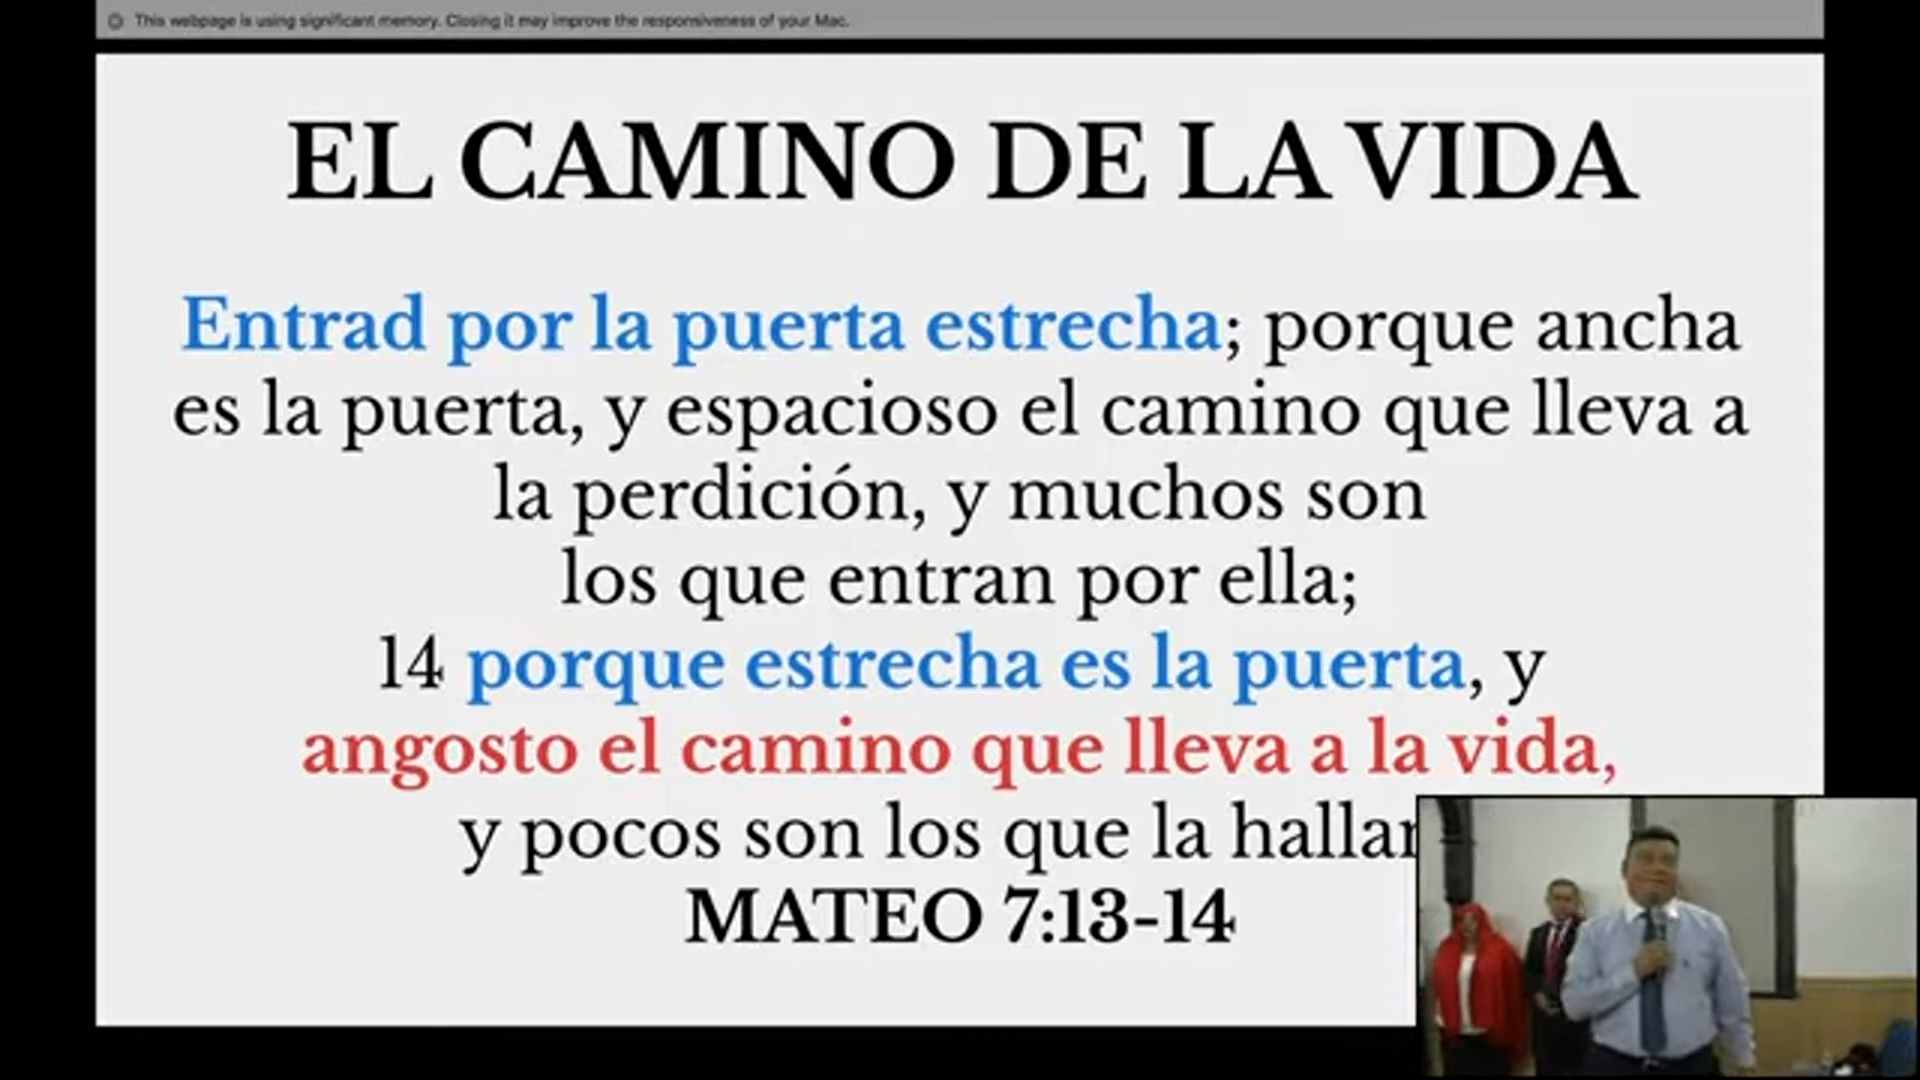 This webpage is using significant memory. Closing it may improve the responsiveness of your Mac.
EL CAMINO DE LA VIDA
Entrad por la puerta estrecha; porque ancha
es la puerta, y espacioso el camino que lleva a
la perdición, y muchos son
los que entran por ella;
14 porque estrecha es la puerta, y
angosto el camino que lleva a la vida,
y pocos son los que la hallan
MATEO 7:13-14